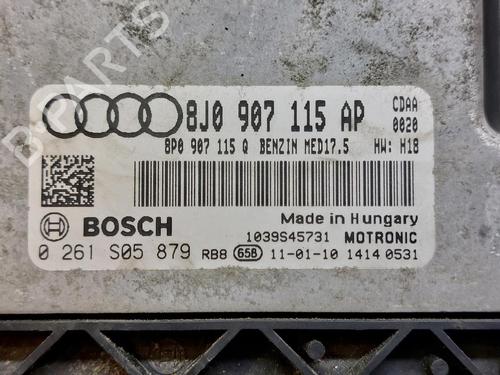 8J0 907 115 AP
CDAA
0020
8P0 907 115 Q BENZIN MED17.5 HW: H18
BOSCH
Made in Hungary
1039S45731 MOTRONIC
0 261 S05 879 RB8 658 11-01-10 1414 0531
B-PARTS